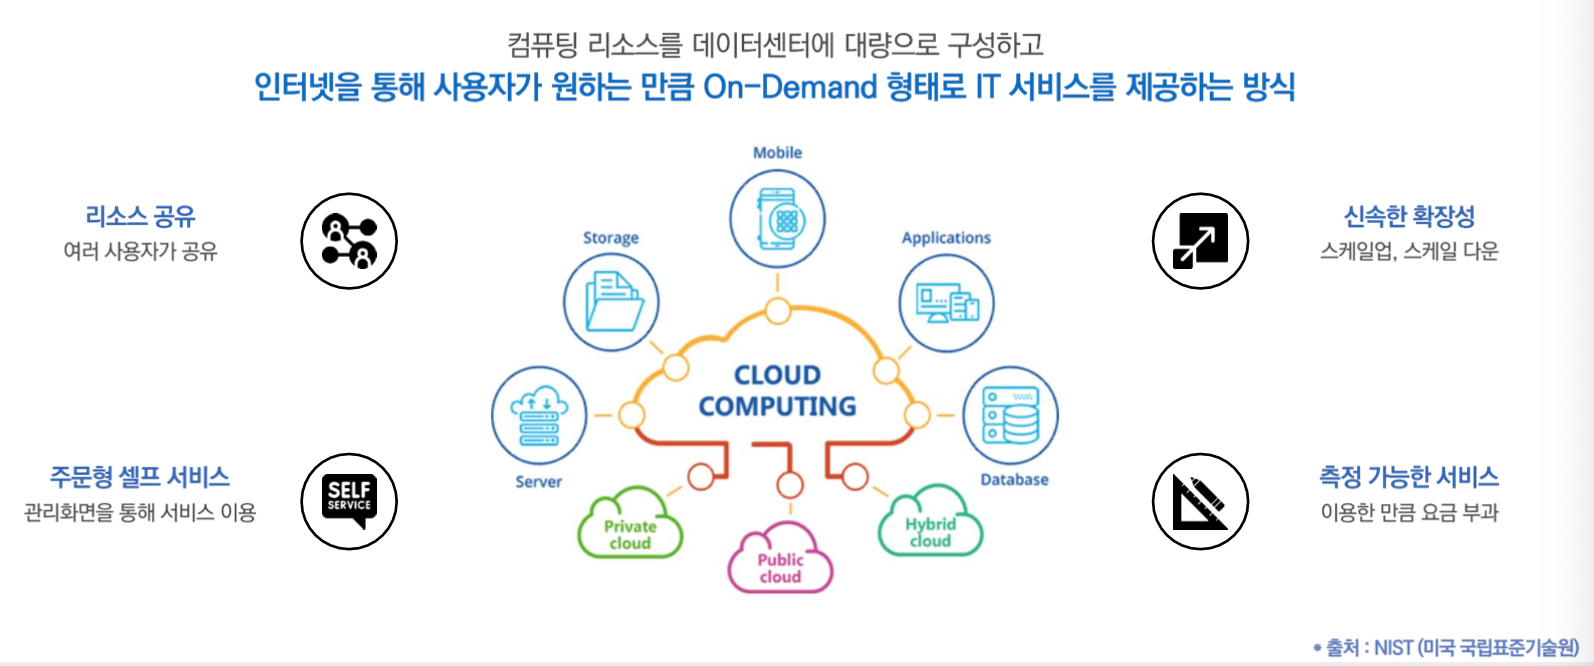 컴퓨팅 리소스를 데이터센터에 대량으로 구성하고
인터넷을 통해 사용자가 원하는 만큼 On-Demand 형태로 IT 서비스를 제공하는 방식
리소스 공유
여러 사용자가 공유
주문형 셀프 서비스
관리화면을 통해 서비스 이용
SELF
SERVICE
Mobile
Storage
Applications
CLOUD
COMPUTING
Server
Database
Private
cloud
Public
cloud
Hybrid
cloud
신속한 확장성
스케일업, 스케일 다운
측정 가능한 서비스
이용한 만큼 요금 부과
* 출처 : NIST (미국 국립표준기술원)